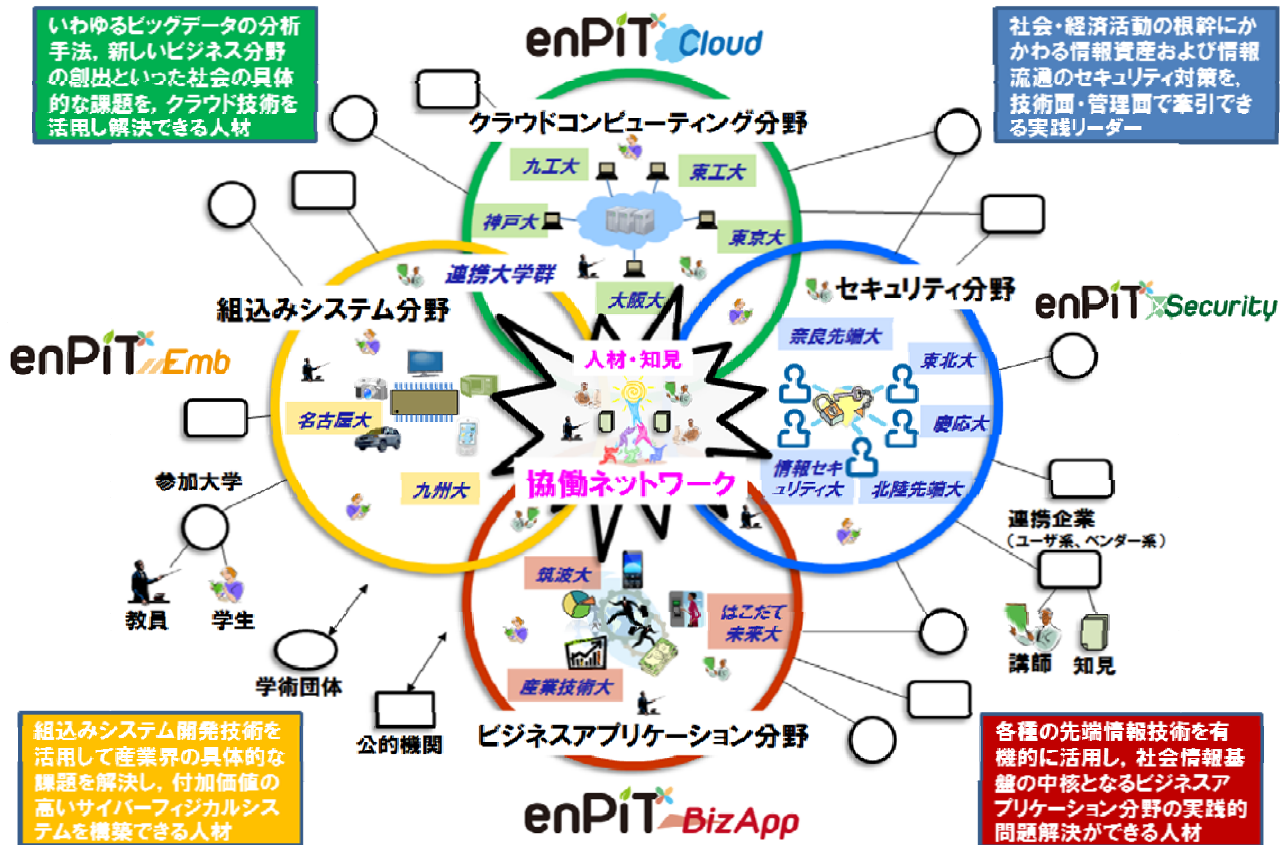 いわゆるビッグデータの分析
手法，新しいビジネス分野
の創出といった社会の具体
的な課題を，クラウド技術を
活用し解決できる人材
enPiT Cloud
社会・経済活動の根幹にか
かわる情報資産および情報
流通のセキュリティ対策を，
技術面・管理面で牽引でき
る実践リーダー
クラウドコンピューティング分野
九工大
東工大
神戸大
東京大
連携大学群
大阪大
組込みシステム分野
セキュリティ分野
enPiT Security
enPiT Emb
奈良先端大
人材・知見
東北大
名古屋大
慶応大
九州大
協働ネットワーク
情報セキ
ュリティ大
北陸先端大
参加大学
連携企業
（ユーザ系、ベンダー系）
教員
学生
筑波大
はこだて
未来大
講師
知見
学術団体
産業技術大
公的機関
ビジネスアプリケーション分野
組込みシステム開発技術を
活用して産業界の具体的な
課題を解決し，付加価値の
高いサイバーフィジカルシス
テムを構築できる人材
enPiT BizApp
各種の先端情報技術を有
機的に活用し，社会情報基
盤の中核となるビジネスア
プリケーション分野の実践的
問題解決ができる人材